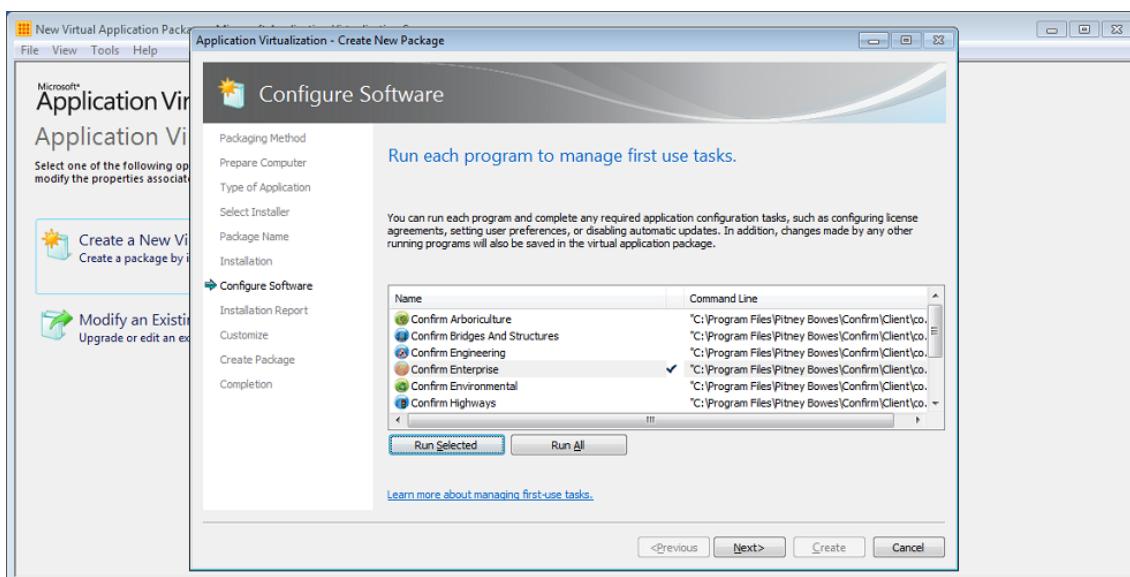 New Virtual Application Packa
Application Virtualization - Create New Package
File View Tools Help
Microsoft
Application Vir
Application Vi
Select one of the following op
modify the properties associat
Create a New Vi
Create a package by i
Modify an Existin
Upgrade or edit an ex
Configure Software
Packaging Method
Prepare Computer
Type of Application
Select Installer
Package Name
Installation
Configure Software
Installation Report
Customize
Create Package
Completion
Run each program to manage first use tasks.
You can run each program and complete any required application configuration tasks, such as configuring license
agreements, setting user preferences, or disabling automatic updates. In addition, changes made by any other
running programs will also be saved in the virtual application package.
Name Command Line
Confirm Arboriculture "C:\Program Files\Pitney Bowes\Confirm\Client\co.
Confirm Bridges And Structures "C:\Program Files\Pitney Bowes\Confirm\Client\co.
Confirm Engineering "C:\Program Files\Pitney Bowes\Confirm\Client\co.
Confirm Enterprise "C:\Program Files\Pitney Bowes\Confirm\Client\co.
Confirm Environmental "C:\Program Files\Pitney Bowes\Confirm\Client\co.
Confirm Highways "C:\Program Files\Pitney Bowes\Confirm\Client\co.
Run Selected Run All
Learn more about managing first-use tasks.
<Previous Next> Create Cancel